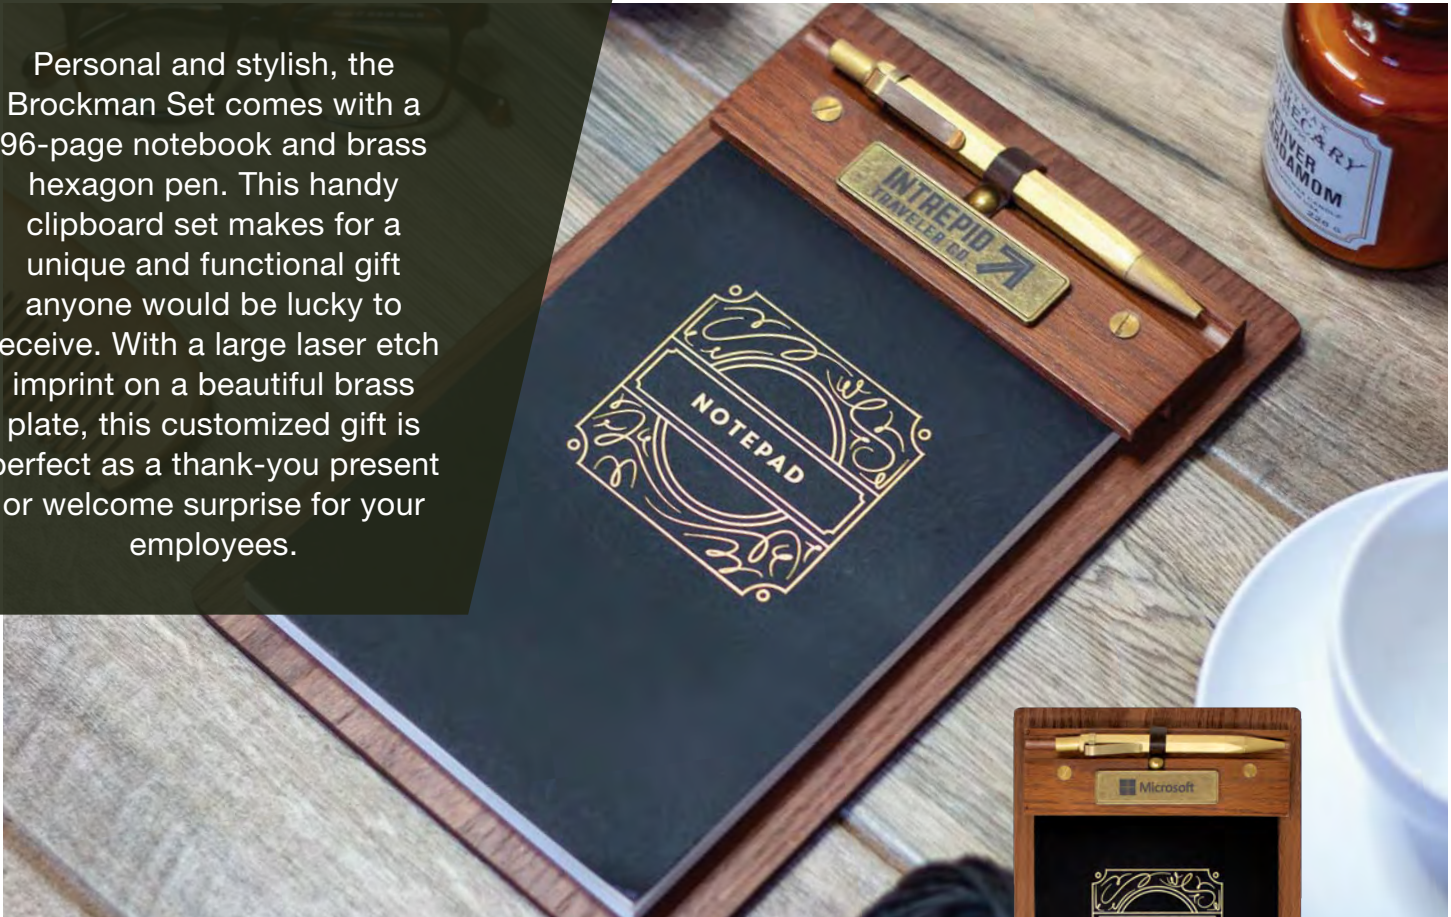 Personal and stylish, the
Brockman Set comes with a
96-page notebook and brass
hexagon pen. This handy
clipboard set makes for a
unique and functional gift
anyone would be lucky to
eceive. With a large laser etch
imprint on a beautiful brass
plate, this customized gift is
perfect as a thank-you present
or welcome surprise for your
employees.
INTREPID
TRAVELER CO.
NOTEPAD
DAMOM
226 G
Microsoft